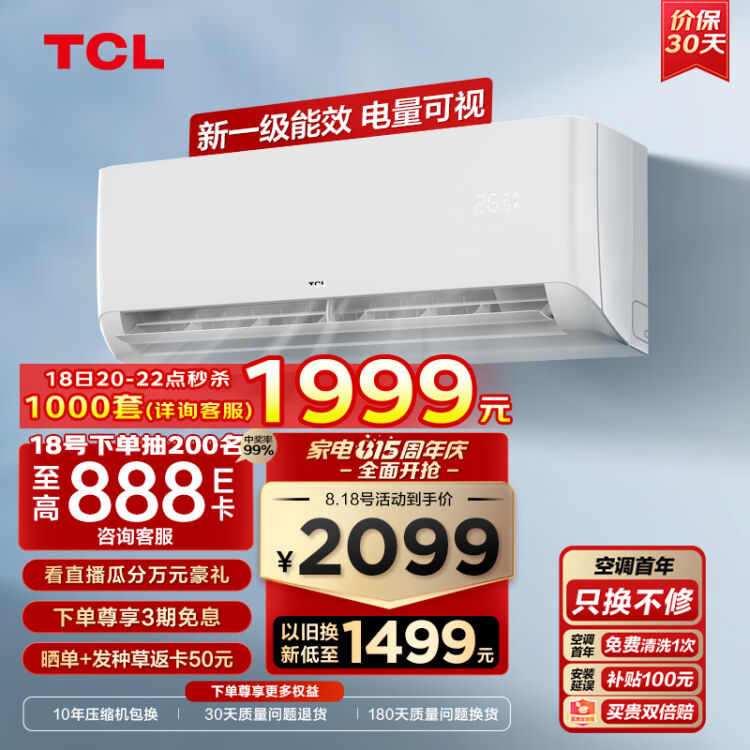 TCL
价保
30天
新一级能效 电量可视
26.5
TCL
18日20-22点秒杀
1000套(详询客服)
1999元
18号下单抽200名
中奖率
99%
至高
888
E卡
咨询客服
看直播瓜分万元豪礼
下单尊享3期免息
晒单+发种草返卡50元
家电815周年庆
全面开抢
8.18号活动到手价
¥2099
以旧换
新低至
1499元
空调首年
只换不修
空调
首年
免费清洗1次
安装
延误
补贴100元
买贵双倍赔
买贵双倍赔
下单尊享更多权益
10年压缩机包换
30天质量问题退货
180天质量问题换货